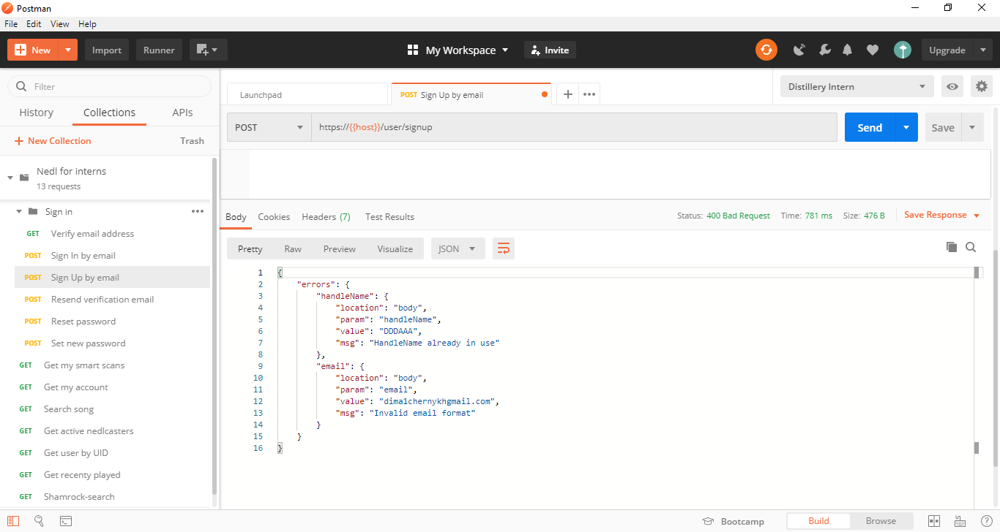 Postman
File Edit View Help
New Import Runner My Workspace Invite Upgrade
Filter
History Collections APIs
New Collection Trash
Nedl for interns
13 requests
Sign in
GET Verify email address
POST Sign In by email
POST Sign Up by email
POST Resend verification email
POST Reset password
POST Set new password
GET Get my smart scans
GET Get my account
GET Search song
GET Get active nedlcasters
GET Get user by UID
GET Get recenty played
GET Shamrock-search
Launchpad POST Sign Up by email Distillery Intern
POST https://{{host}}/user/signup Send Save
Body Cookies Headers (7) Test Results Status: 400 Bad Request Time: 781 ms Size: 476 B Save Response
Pretty Raw Preview Visualize JSON
1 {
2 "errors": {
3 "handleName": {
4 "location": "body",
5 "param": "handleName",
6 "value": "DDDAAA",
7 "msg": "HandleName already in use"
8 },
9 "email": {
10 "location": "body",
11 "param": "email",
12 "value": "dima1chernykhgmail.com",
13 "msg": "Invalid email format"
14 }
15 }
16 }
Bootcamp Build Browse